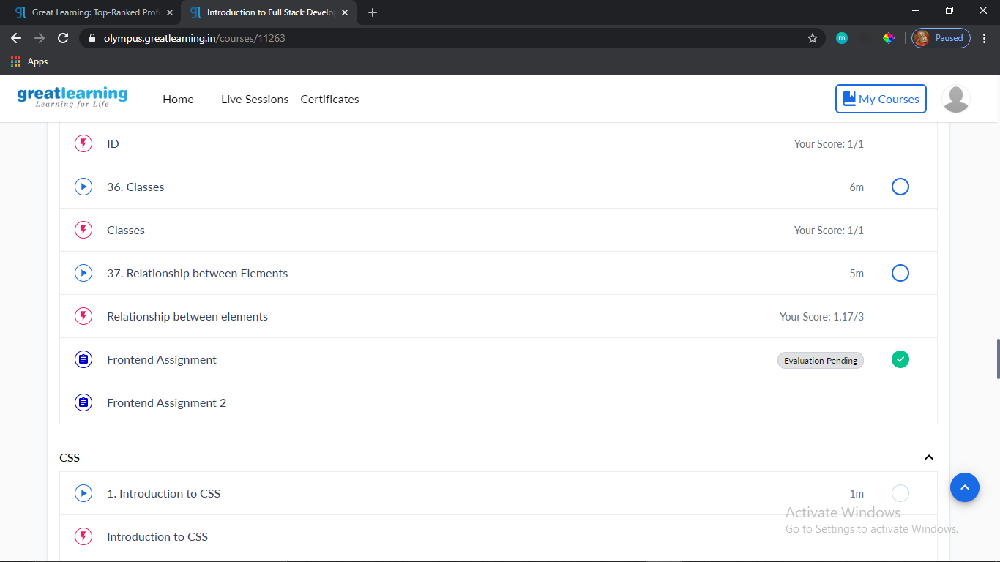 Great Learning: Top-Ranked Prof
Introduction to Full Stack Develo
olympus.greatlearning.in/courses/11263
m
Paused
Apps
greatlearning
Learning for Life
Home
Live Sessions
Certificates
My Courses
ID
Your Score: 1/1
36. Classes
6m
Classes
Your Score: 1/1
37. Relationship between Elements
5m
Relationship between elements
Your Score: 1.17/3
Frontend Assignment
Evaluation Pending
Frontend Assignment 2
CSS
1. Introduction to CSS
1m
Introduction to CSS
Activate Windows
Go to Settings to activate Windows.